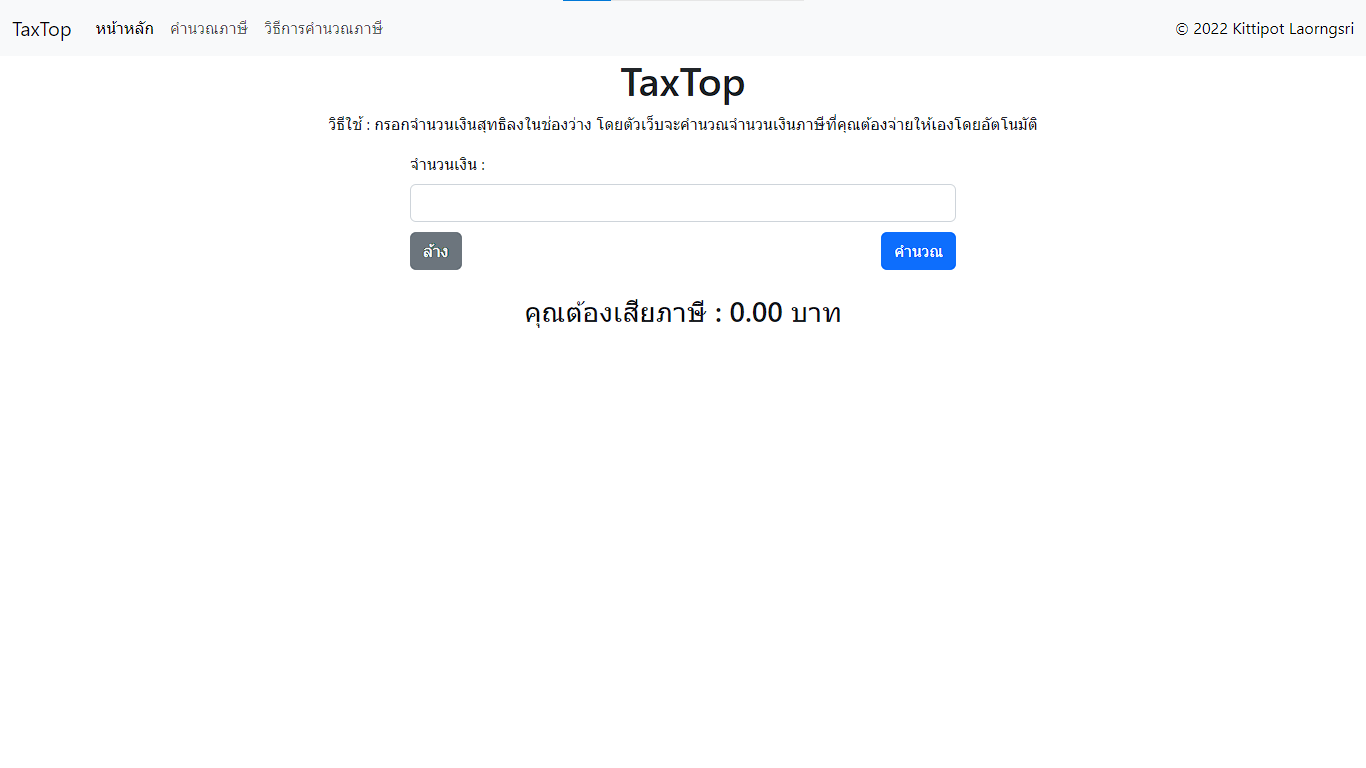 TaxTop หน้าหลัก คำนวณภาษี วิธีการคำนวณภาษี © 2022 Kittipot Laorngsri
TaxTop
วิธีใช้ : กรอกจำนวนเงินสุทธิลงในช่องว่าง โดยตัวเว็บจะคำนวณจำนวนเงินภาษีที่คุณต้องจ่ายให้เองโดยอัตโนมัติ
จำนวนเงิน :
ล้าง คำนวณ
คุณต้องเสียภาษี : 0.00 บาท